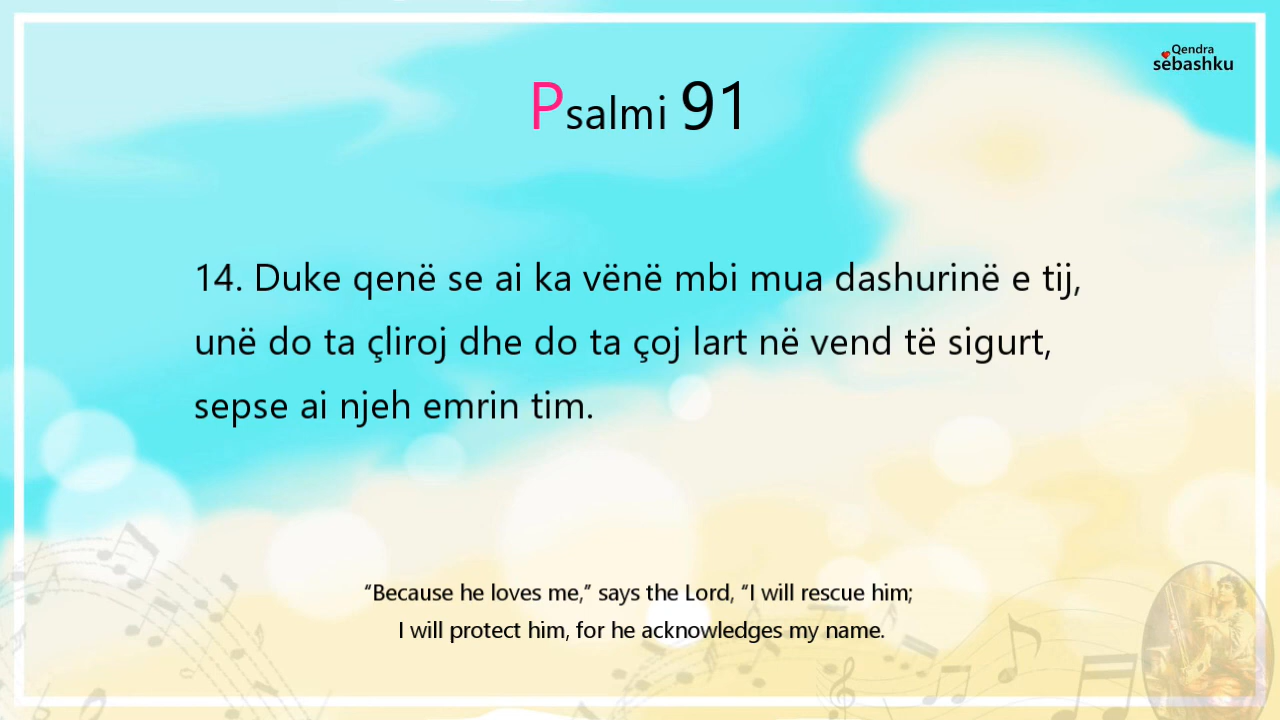 Qendra
sëbashku
Psalmi 91
14. Duke qenë se ai ka vënë mbi mua dashurinë e tij,
unë do ta çliroj dhe do ta çoj lart në vend të sigurt,
sepse ai njeh emrin tim.
“Because he loves me,” says the Lord, “I will rescue him;
I will protect him, for he acknowledges my name.